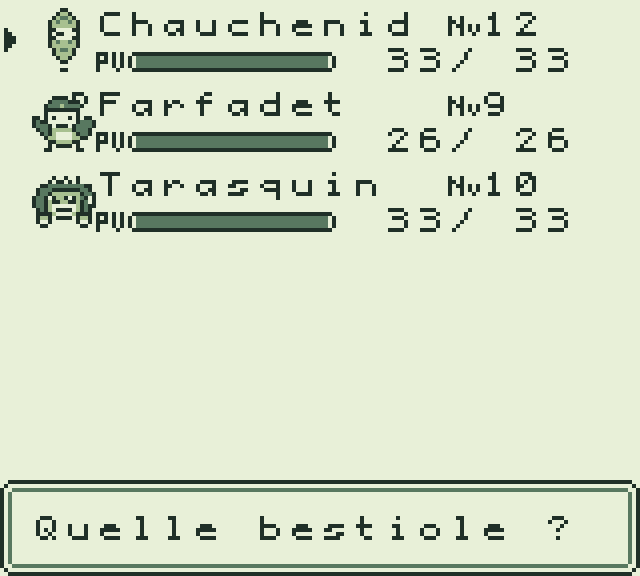 Chauchenid Nv12
PV 33/ 33
Farfadet Nv9
PV 26/ 26
Tarasquin Nv10
PV 33/ 33
Quelle bestiole ?